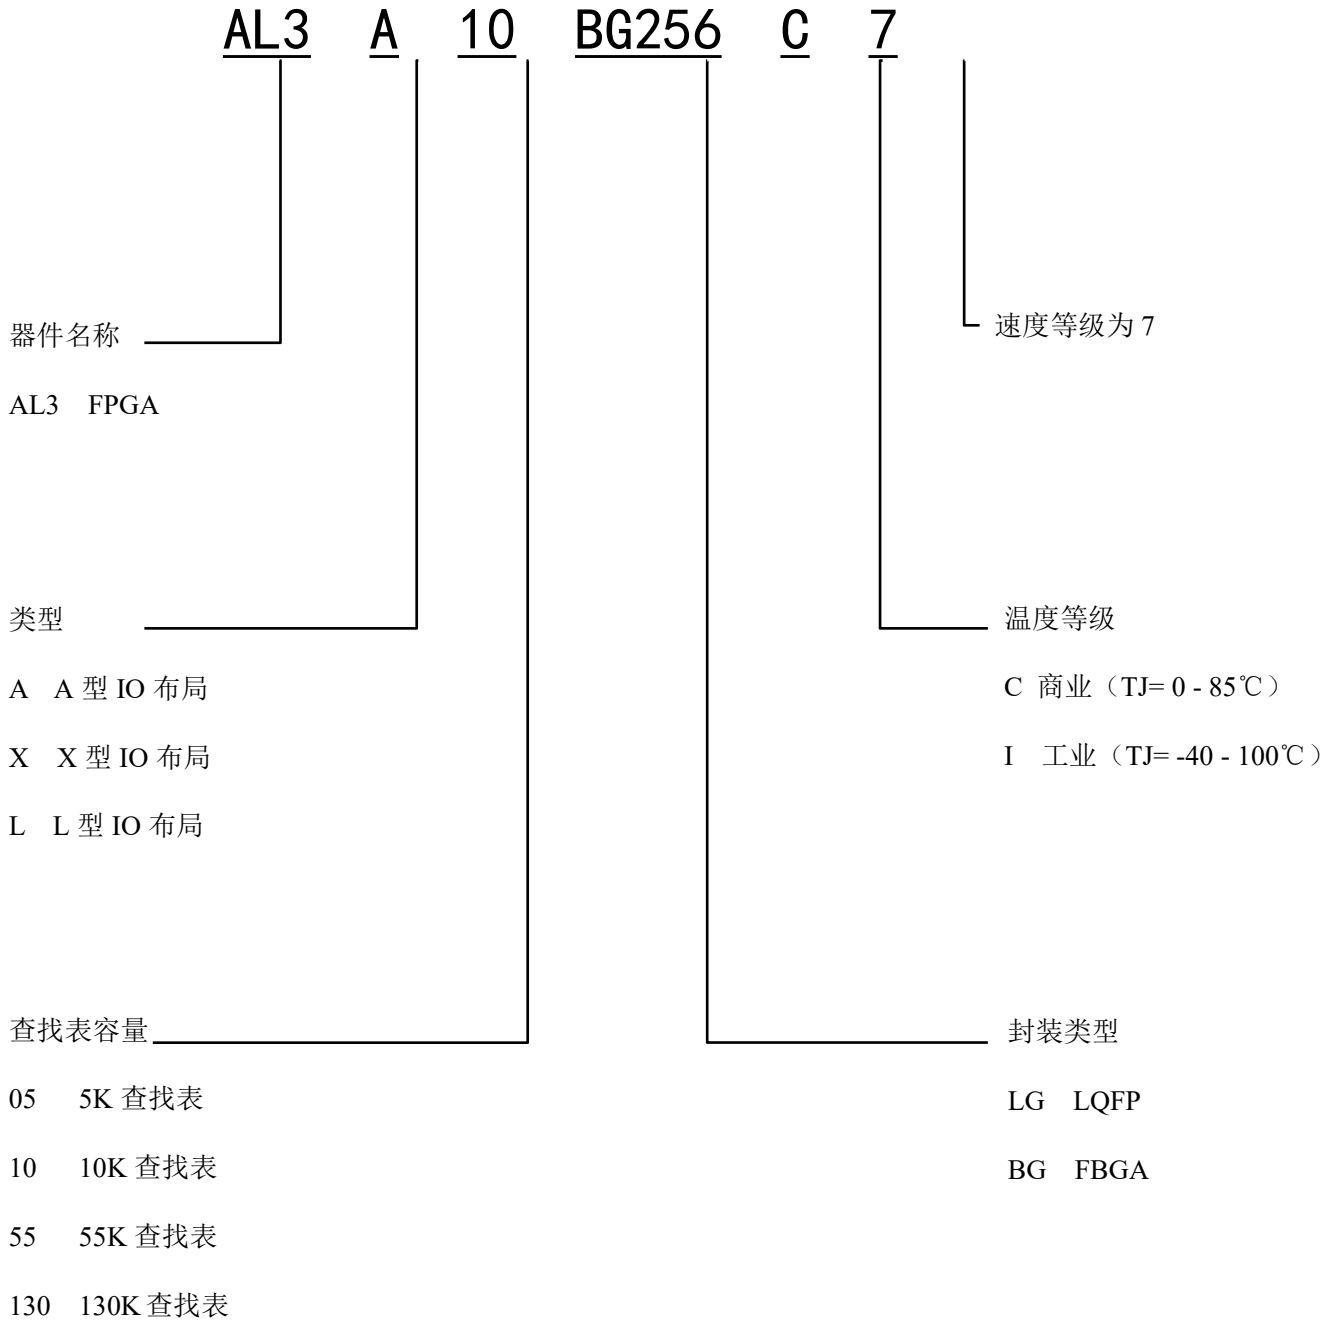 AL3 A 10 BG256 C 7
器件名称
AL3 FPGA
速度等级为 7
类型
A A 型 IO 布局
X X 型 IO 布局
L L 型 IO 布局
温度等级
C 商业（TJ= 0 - 85℃）
I 工业（TJ= -40 - 100℃）
查找表容量
05 5K 查找表
10 10K 查找表
55 55K 查找表
130 130K 查找表
封装类型
LG LQFP
BG FBGA